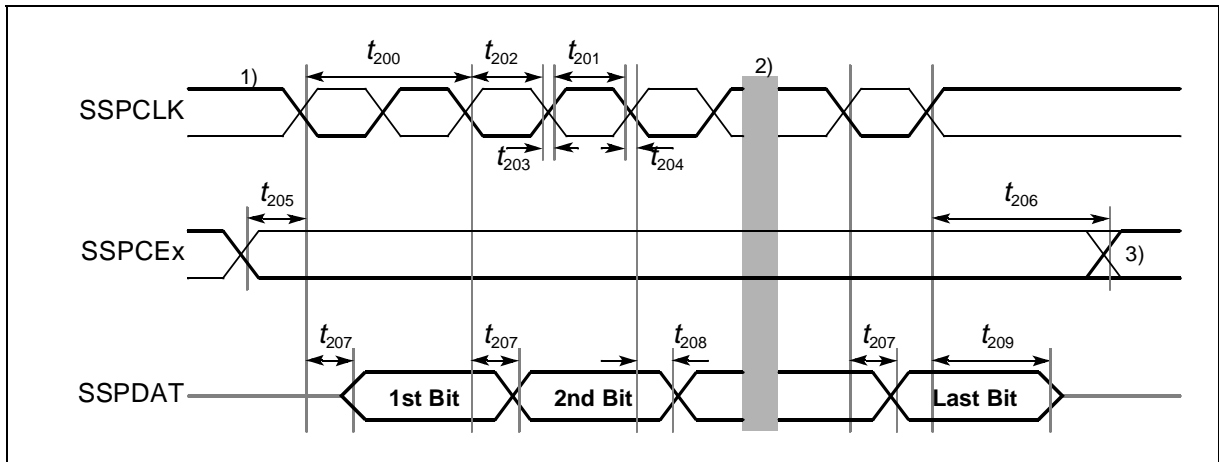 t200 t202 t201
1) 2)
SSPCLK
t203 t204
t205 t206
SSPCEx 3)
t207 t207 t208 t207 t209
SSPDAT 1st Bit 2nd Bit Last Bit